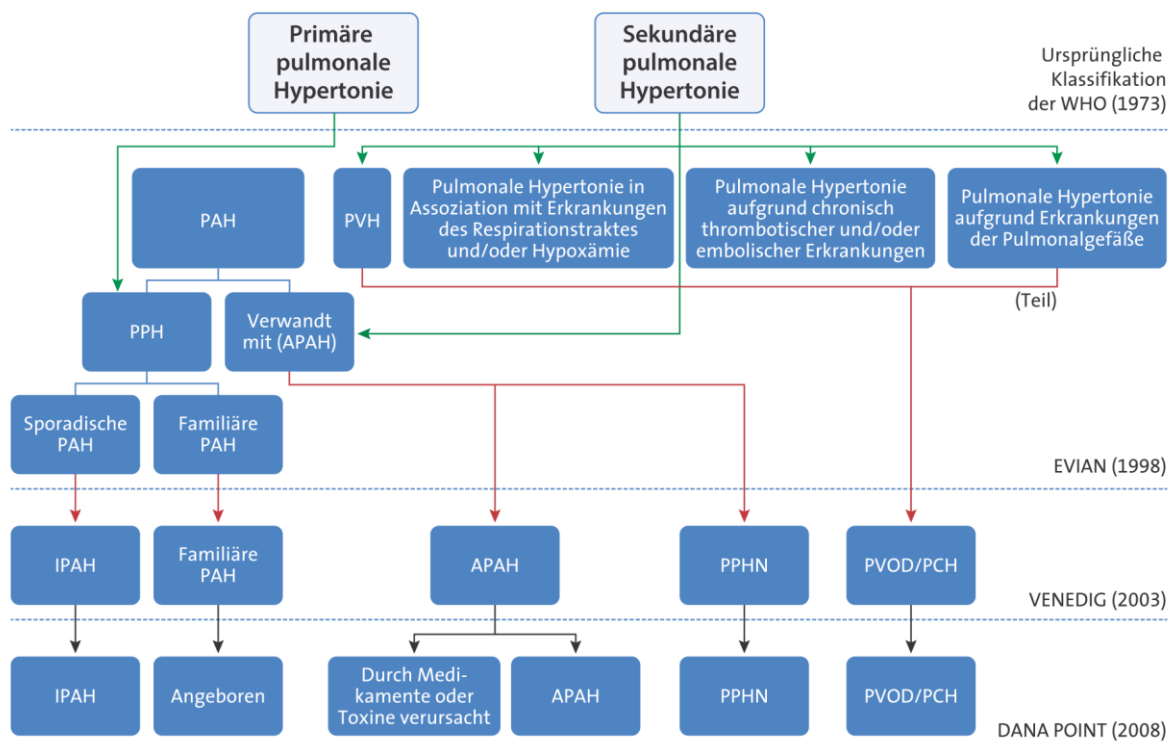 Primäre
pulmonale
Hypertonie
Sekundäre
pulmonale
Hypertonie
Ursprüngliche
Klassifikation
der WHO (1973)
PAH
PVH
Pulmonale Hypertonie in
Assoziation mit Erkrankungen
des Respirationstraktes
und/oder Hypoxämie
Pulmonale Hypertonie
aufgrund chronisch
thrombotischer und/oder
embolischer Erkrankungen
Pulmonale Hypertonie
aufgrund Erkrankungen
der Pulmonalgefäße
(Teil)
PPH
Verwandt
mit (APAH)
Sporadische
PAH
Familiäre
PAH
EVIAN (1998)
IPAH
Familiäre
PAH
APAH
PPHN
PVOD/PCH
VENEDIG (2003)
IPAH
Angeboren
Durch Medi-
kamente oder
Toxine verursacht
APAH
PPHN
PVOD/PCH
DANA POINT (2008)